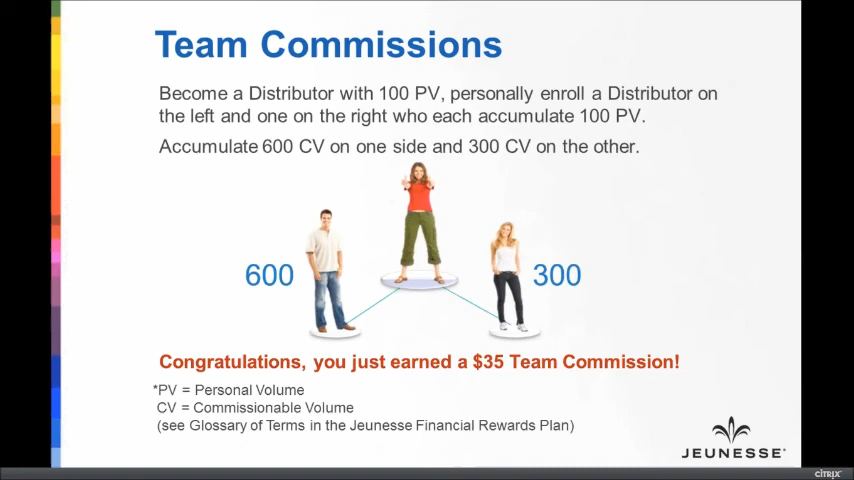 Team Commissions
Become a Distributor with 100 PV, personally enroll a Distributor on
the left and one on the right who each accumulate 100 PV.
Accumulate 600 CV on one side and 300 CV on the other.
600
300
Congratulations, you just earned a $35 Team Commission!
*PV = Personal Volume
CV = Commissionable Volume
(see Glossary of Terms in the Jeunesse Financial Rewards Plan)
JEUNESSE
CITRIX